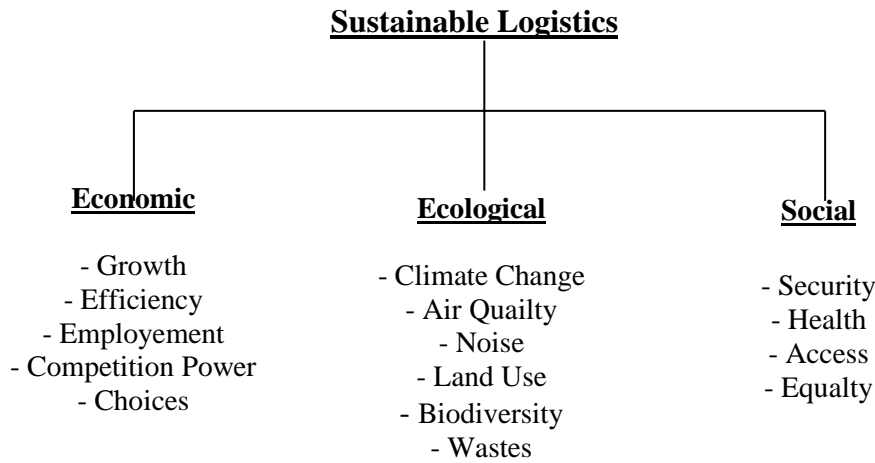 Sustainable Logistics
Economic
- Growth
- Efficiency
- Employement
- Competition Power
- Choices
Ecological
- Climate Change
- Air Quailty
- Noise
- Land Use
- Biodiversity
- Wastes
Social
- Security
- Health
- Access
- Equalty